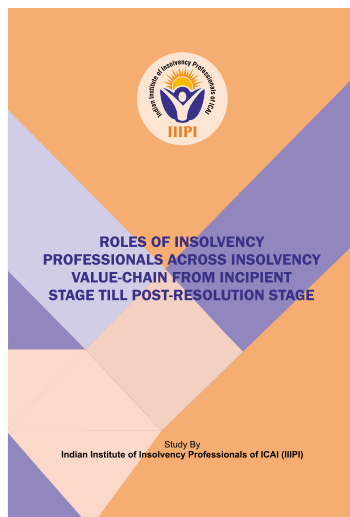 Indian Institute of Insolvency Professionals of ICAI
IIIPI
ROLES OF INSOLVENCY
PROFESSIONALS ACROSS INSOLVENCY
VALUE-CHAIN FROM INCIPIENT
STAGE TILL POST-RESOLUTION STAGE
Study By
Indian Institute of Insolvency Professionals of ICAI (IIIPI)